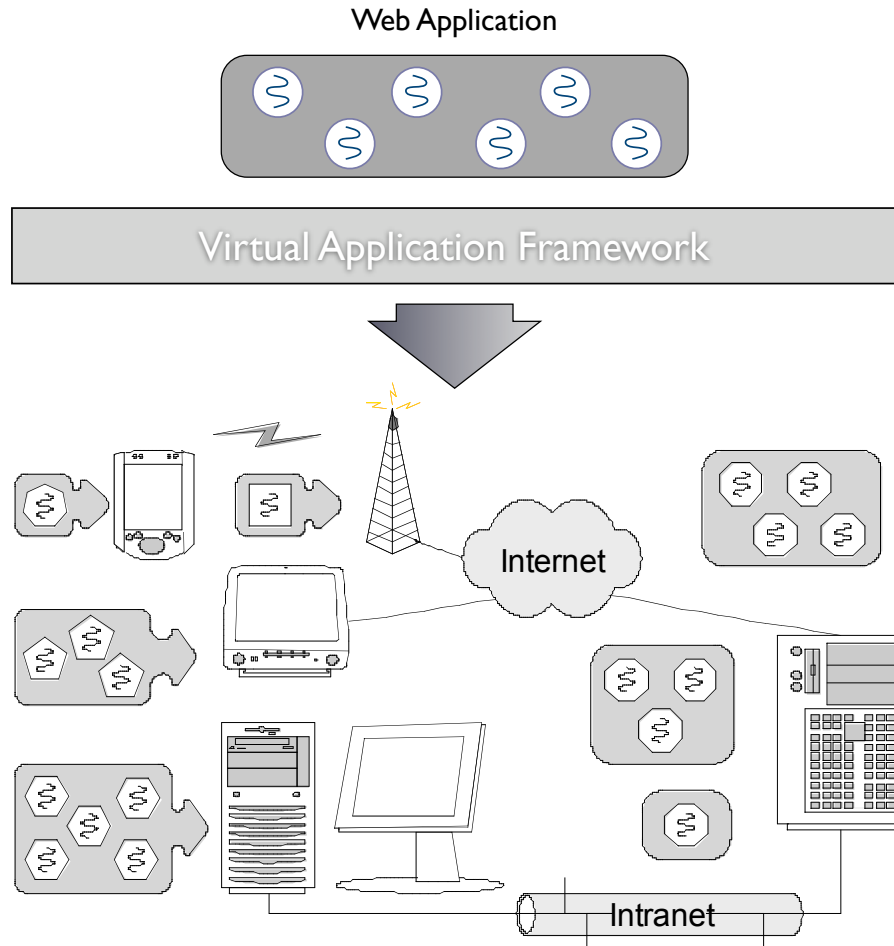 Web Application
Virtual Application Framework
Internet
Intranet